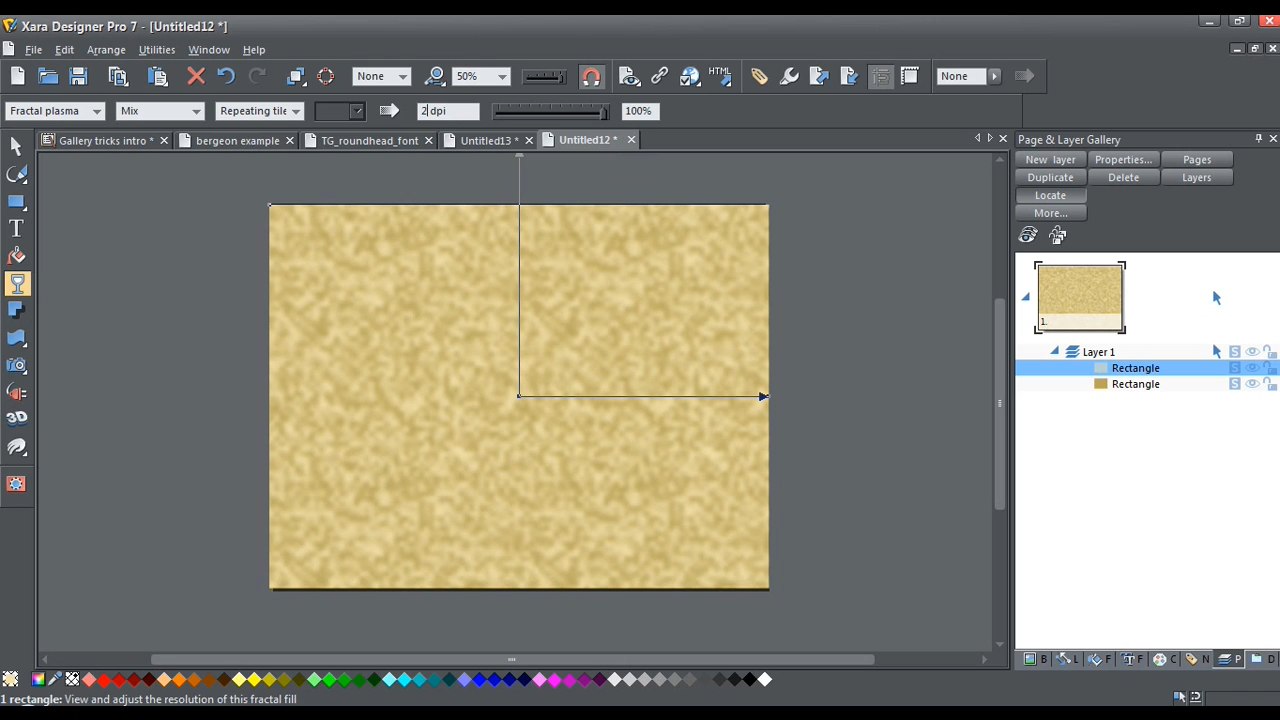 Xara Designer Pro 7 - [Untitled12 *]
File Edit Arrange Utilities Window Help
None 50% HTML None
Fractal plasma Mix Repeating tile 2 dpi 100%
Gallery tricks intro * bergeon example TG_roundhead_font Untitled13 * Untitled12 *
Page & Layer Gallery
New layer Properties... Pages
Duplicate Delete Layers
Locate
More...
1.
Layer 1 S
Rectangle S
Rectangle S
T
3D
B L F F C N P D
1 rectangle: View and adjust the resolution of this fractal fill